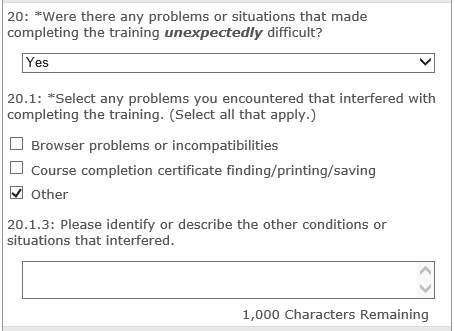 20: *Were there any problems or situations that made
completing the training unexpectedly difficult?
Yes
20.1: *Select any problems you encountered that interfered with
completing the training. (Select all that apply.)
Browser problems or incompatibilities
Course completion certificate finding/printing/saving
Other
20.1.3: Please identify or describe the other conditions or
situations that interfered.
1,000 Characters Remaining